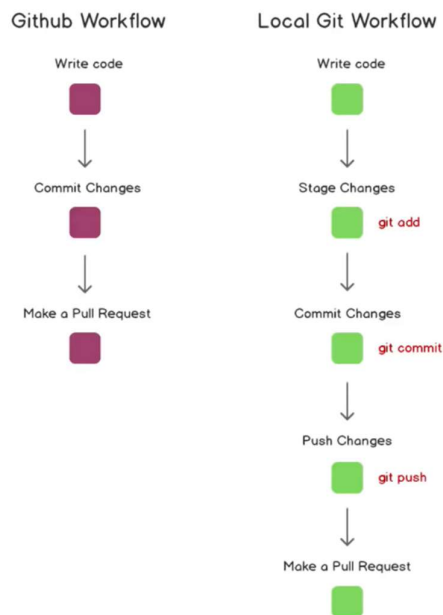 Github Workflow
Write code
Commit Changes
Make a Pull Request
Local Git Workflow
Write code
Stage Changes
git add
Commit Changes
git commit
Push Changes
git push
Make a Pull Request